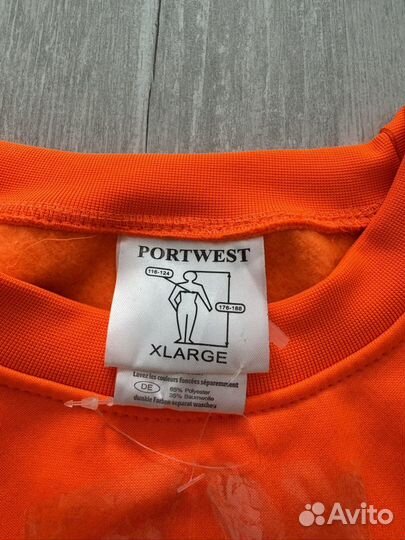 PORTWEST
116-124
176-188
XLARGE
Lavez les couleurs foncées séparement
DE 65% Polyester
35% Baumwolle
dunkle Farben separat waschen
Avito